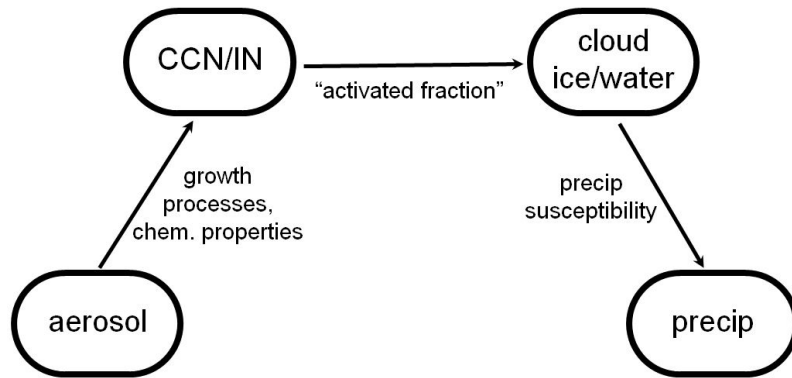 CCN/IN
“activated fraction”
cloud
ice/water
growth
processes,
chem. properties
precip
susceptibility
aerosol
precip